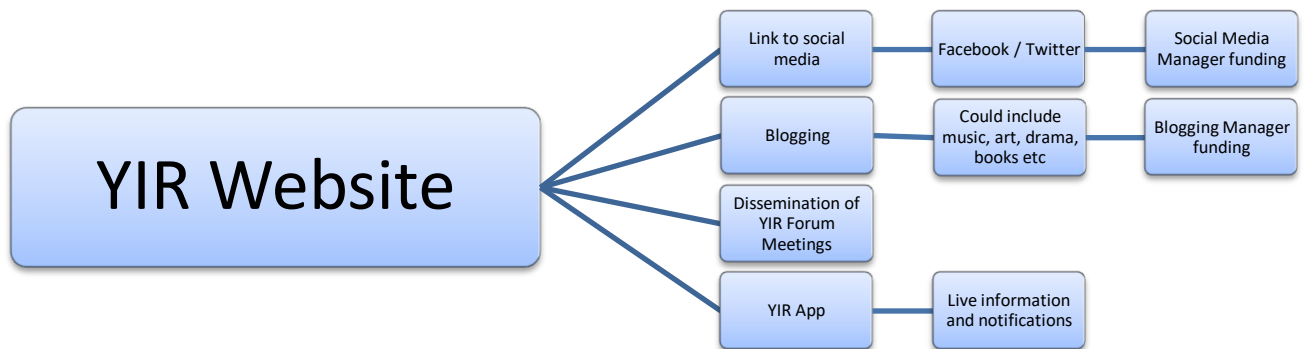 YIR Website
Link to social
media
Facebook / Twitter
Social Media
Manager funding
Blogging
Could include
music, art, drama,
books etc
Blogging Manager
funding
Dissemination of
YIR Forum
Meetings
YIR App
Live information
and notifications